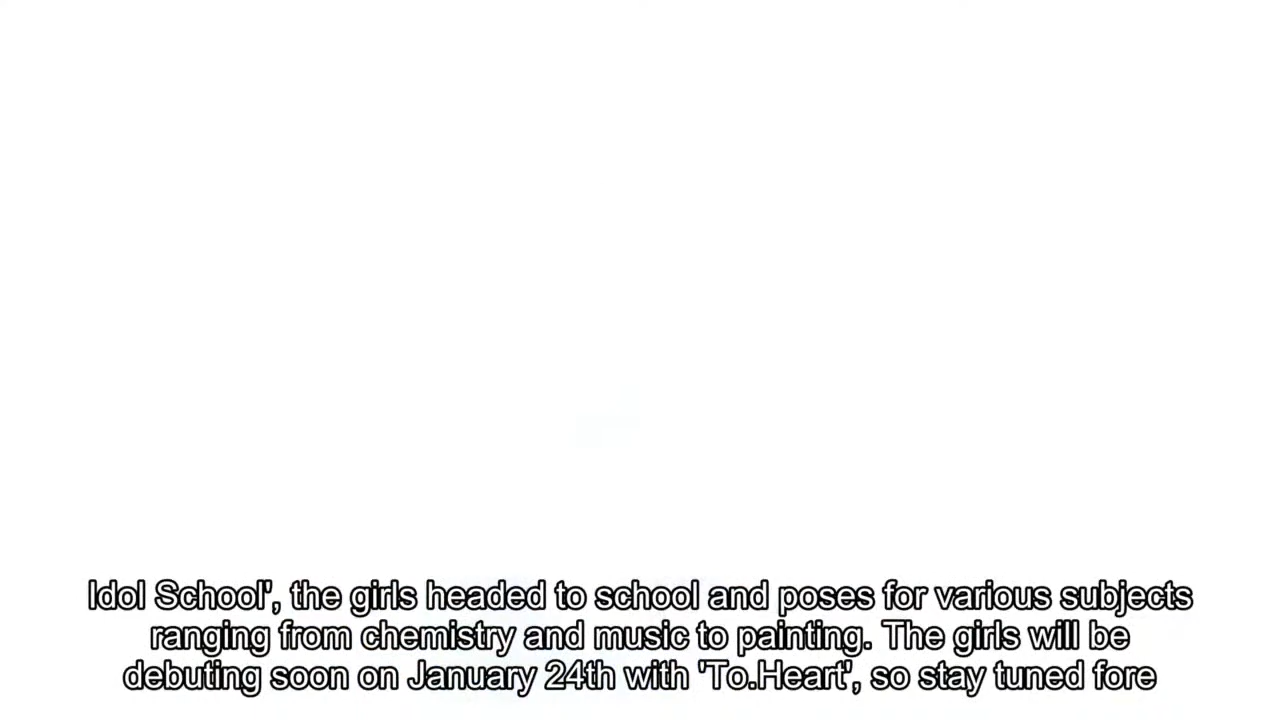 Idol School', the girls headed to school and poses for various subjects
ranging from chemistry and music to painting. The girls will be
debuting soon on January 24th with 'To.Heart', so stay tuned fore